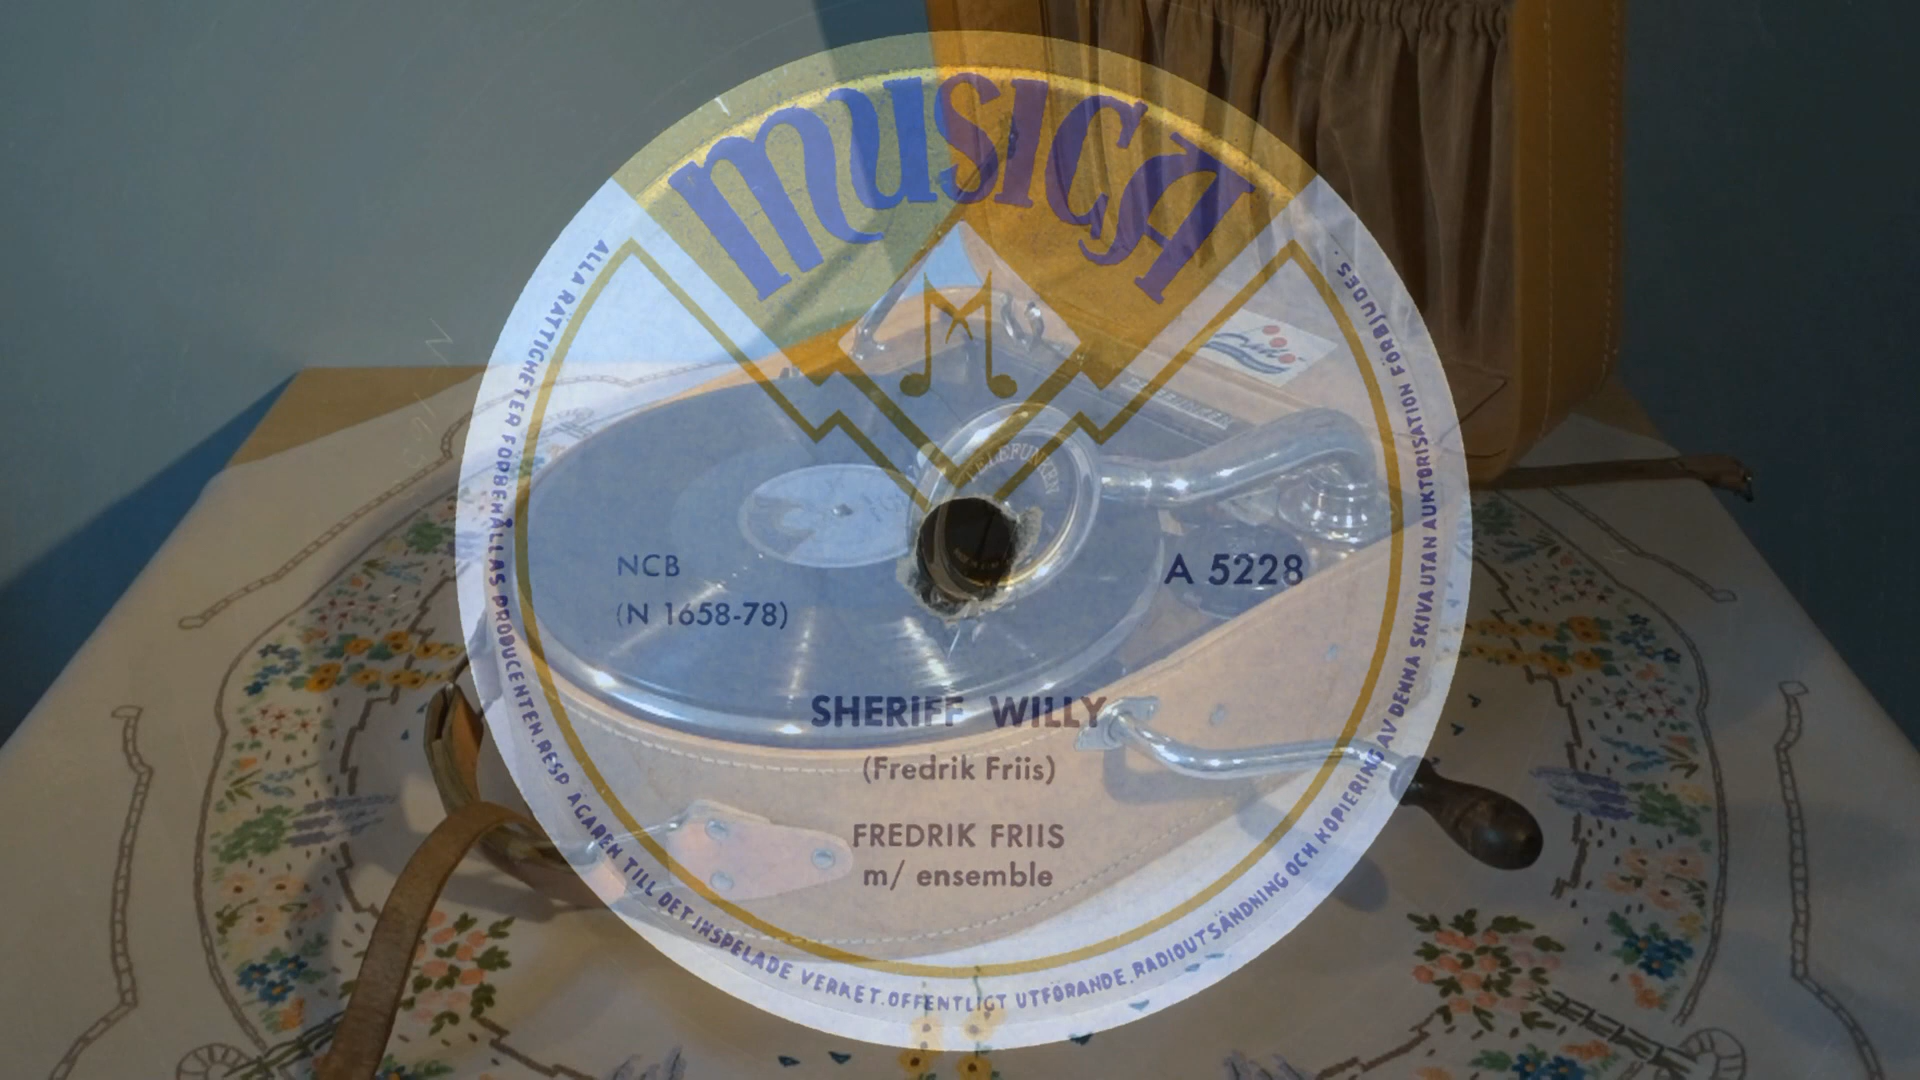 MUSICA
M
TELEFUNKEN
NCB
(N 1658-78)
A 5228
SHERIFF WILLY
(Fredrik Friis)
FREDRIK FRIIS
m/ ensemble
ALLA RÄTTIGHETER FÖRBEHÅLLAS PRODUCENTEN.RESP ÄGAREN TILL DET INSPELADE VERKET.OFFENTLIGT UTFÖRANDE.RADIOUTSÄNDNING OCH KOPIERING AV DENNA SKIVA UTAN AUKTORISATION FÖRBJUDES.